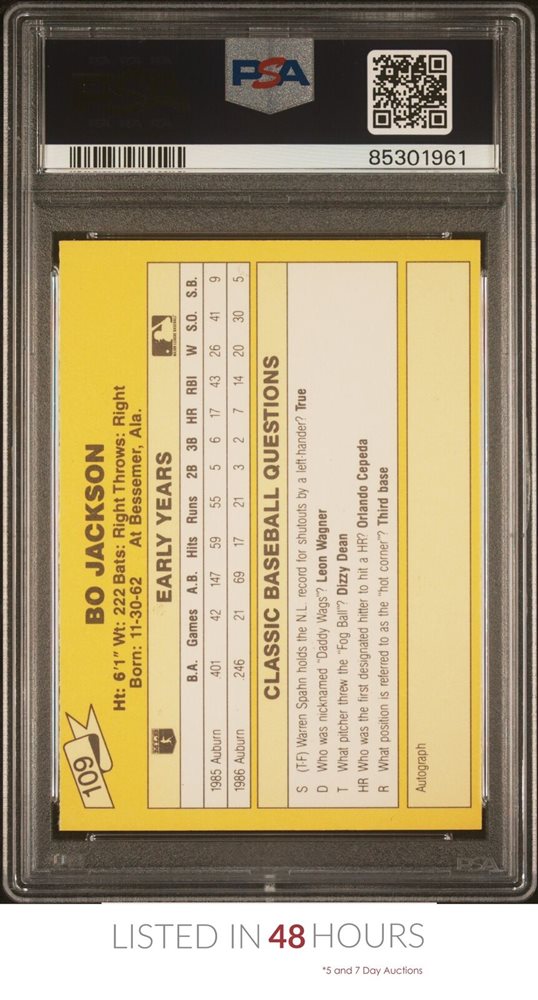 PSA
85301961
109
BO JACKSON
Ht: 6'1" Wt: 222 Bats: Right Throws: Right
Born: 11-30-62 At Bessemer, Ala.
EARLY YEARS
B.A. Games A.B. Hits Runs 2B 3B HR RBI W S.O. S.B.
1985 Auburn 401 42 147 59 55 5 6 17 43 26 41 9
1986 Auburn 246 21 69 17 21 3 2 7 14 20 30 5
CLASSIC BASEBALL QUESTIONS
S (T-F) Warren Spahn holds the N.L. record for shutouts by a left-hander? True
D Who was nicknamed "Daddy Wags"? Leon Wagner
T What pitcher threw the "Fog Ball"? Dizzy Dean
HR Who was the first designated hitter to hit a HR? Orlando Cepeda
R What position is referred to as the "hot corner"? Third base
Autograph
PSA
LISTED IN 48 HOURS
*5 and 7 Day Auctions